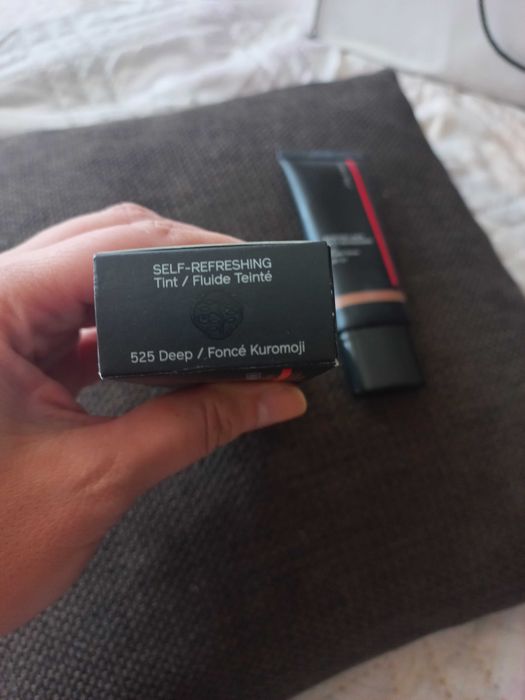 SELF-REFRESHING
Tint / Fluide Teinté
525 Deep / Foncé Kuromoji